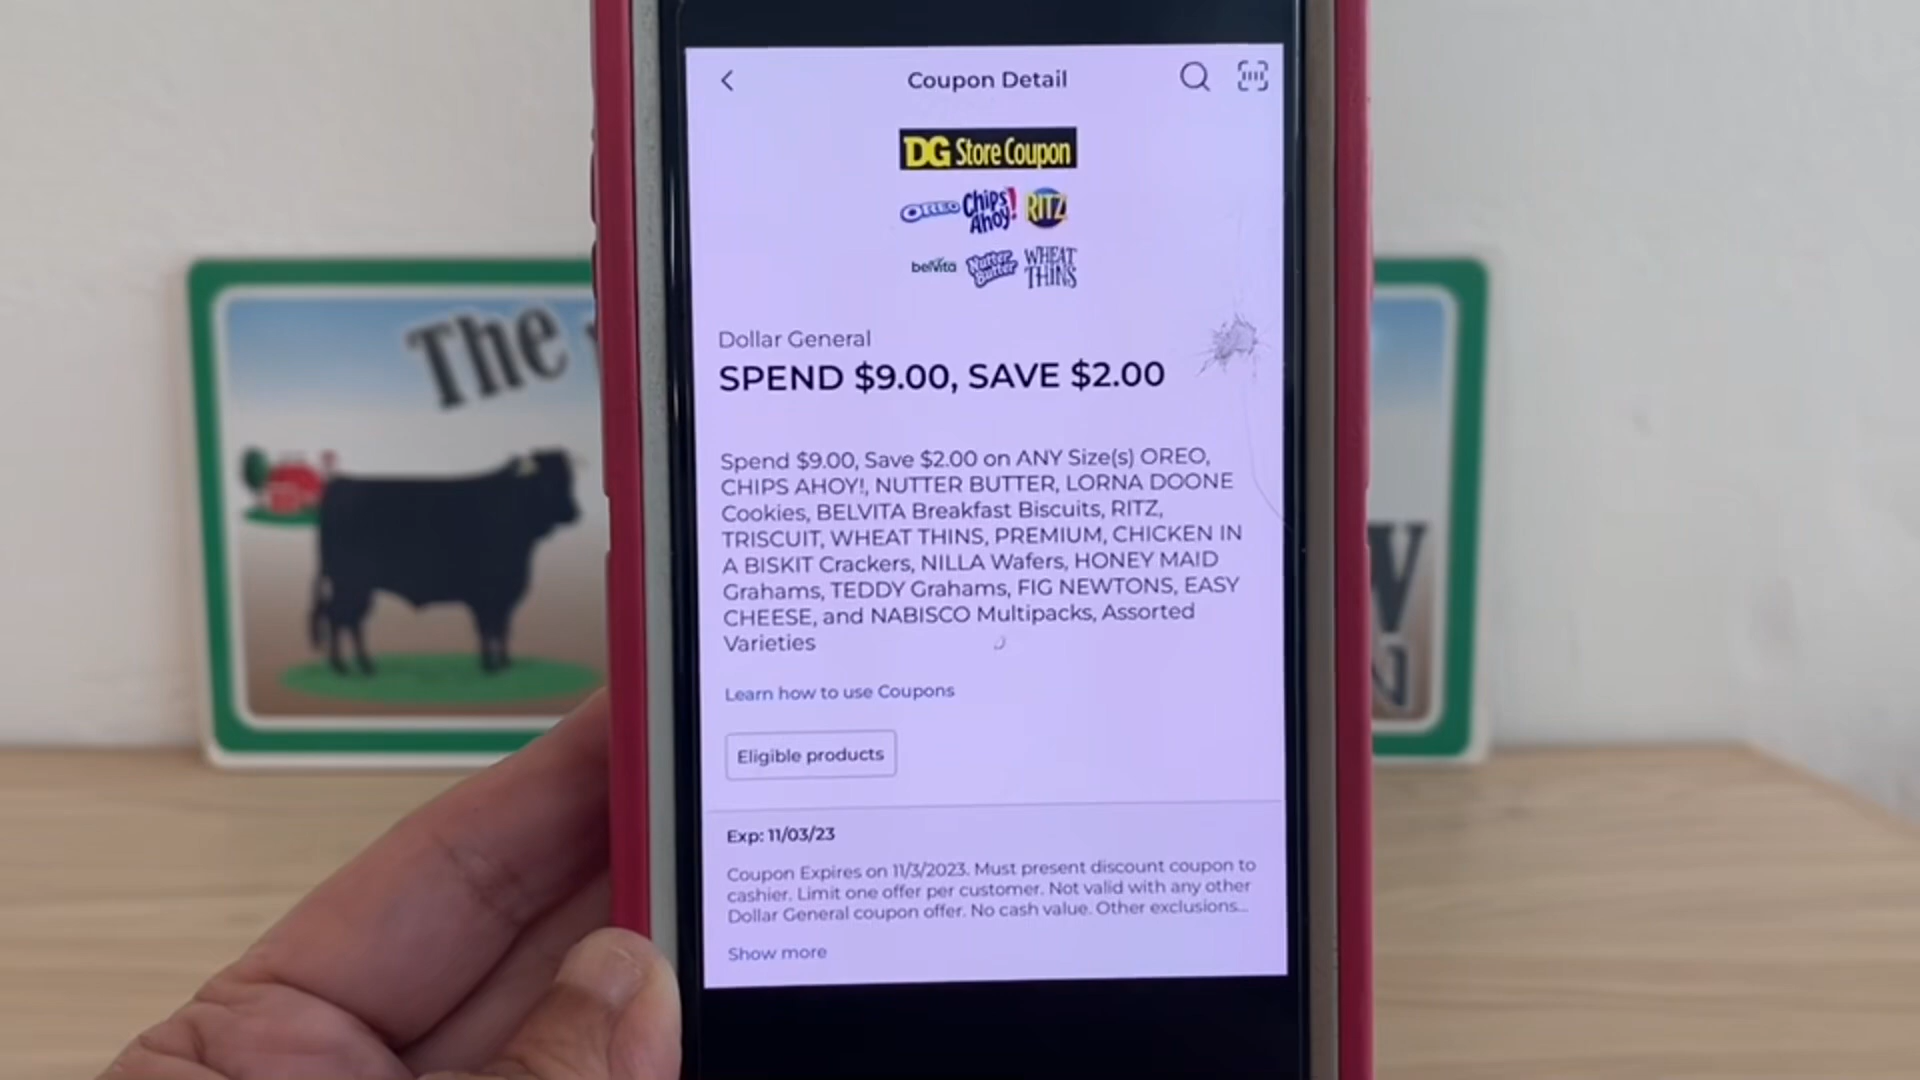 Coupon Detail
DG Store Coupon
OREO Chips Ahoy! RITZ
belVita Nutter Butter WHEAT THINS
Dollar General
SPEND $9.00, SAVE $2.00
Spend $9.00, Save $2.00 on ANY Size(s) OREO,
CHIPS AHOY!, NUTTER BUTTER, LORNA DOONE
Cookies, BELVITA Breakfast Biscuits, RITZ,
TRISCUIT, WHEAT THINS, PREMIUM, CHICKEN IN
A BISKIT Crackers, NILLA Wafers, HONEY MAID
Grahams, TEDDY Grahams, FIG NEWTONS, EASY
CHEESE, and NABISCO Multipacks, Assorted
Varieties
Learn how to use Coupons
Eligible products
Exp: 11/03/23
Coupon Expires on 11/3/2023. Must present discount coupon to
cashier. Limit one offer per customer. Not valid with any other
Dollar General coupon offer. No cash value. Other exclusions...
Show more
The